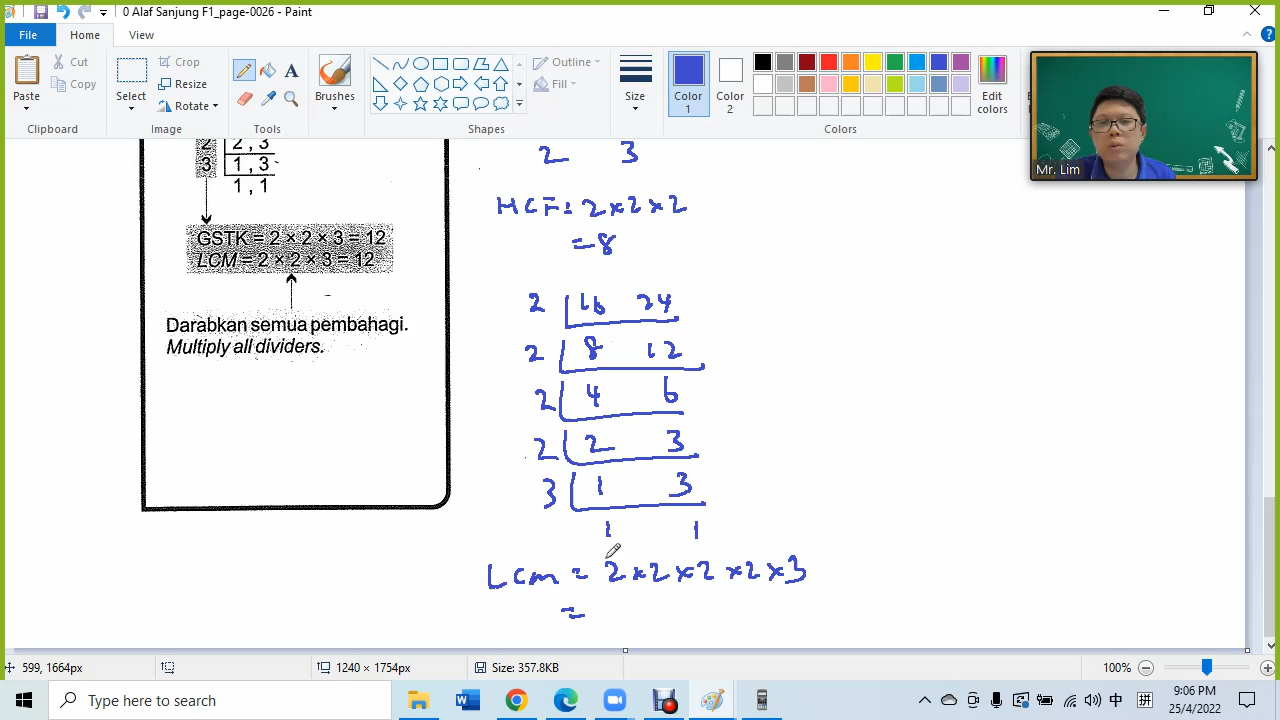 0 Alaf Sanjung F1_page-0026 - Paint
File Home View
Cut
Copy
Paste
Clipboard
Select
Crop
Resize
Rotate
Image
Tools
Brushes
Outline
Fill
Shapes
Size
Color 1
Color 2
Edit colors
Colors
Mr. Lim
2 2 , 3
3 1 , 3
1 , 1
GSTK = 2 × 2 × 3 = 12
LCM = 2 × 2 × 3 = 12
Darabkan semua pembahagi.
Multiply all dividers.
2 3
HCF = 2×2×2
= 8
2 16 24
2 8 12
2 4 6
2 2 3
3 1 3
1 1
LCM = 2×2×2×2×3
=
599, 1664px
1240 × 1754px
Size: 357.8KB
100%
Type here to search
中
拼
9:06 PM
25/4/2022